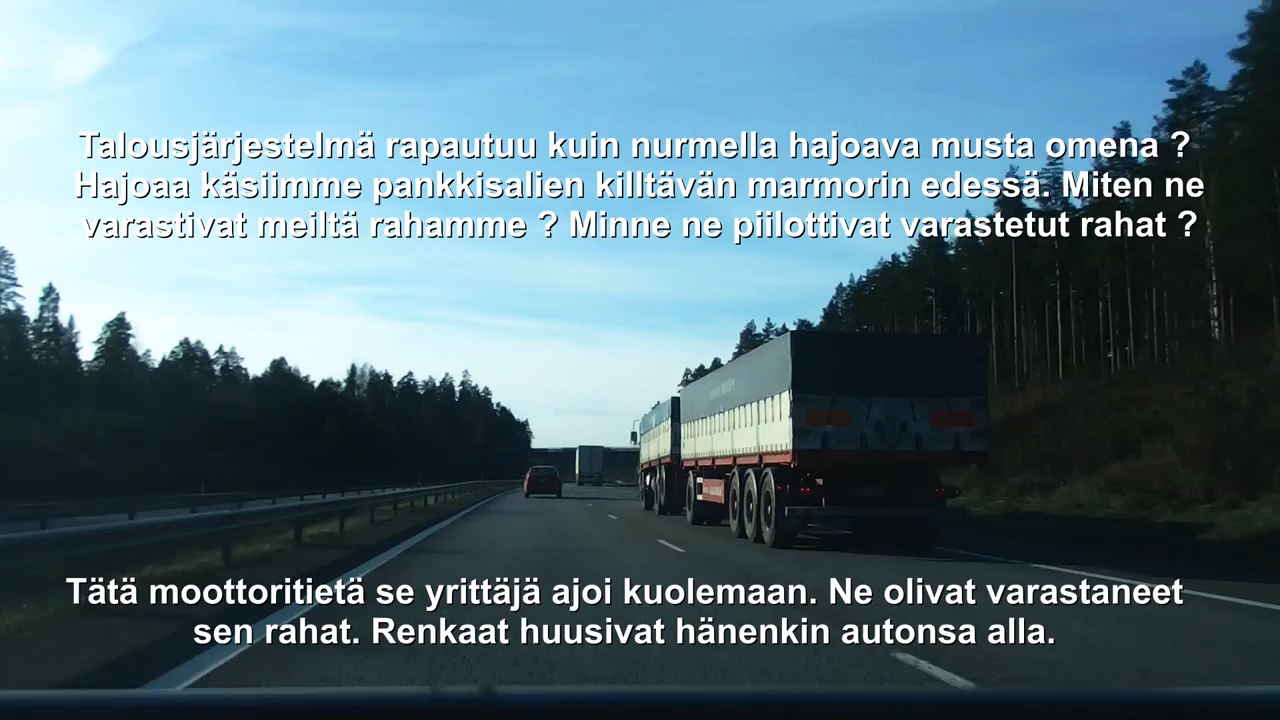 Talousjärjestelmä rapautuu kuin nurmella hajoava musta omena ?
Hajoaa käsiimme pankkisalien killtävän marmorin edessä. Miten ne
varastivat meiltä rahamme ? Minne ne piilottivat varastetut rahat ?
Tätä moottoritietä se yrittäjä ajoi kuolemaan. Ne olivat varastaneet
sen rahat. Renkaat huusivat hänenkin autonsa alla.